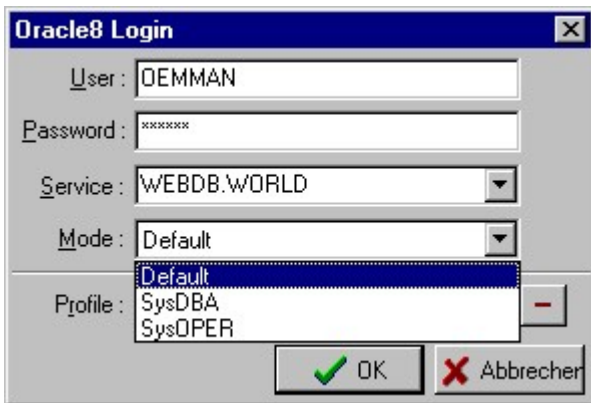 Oracle8 Login
User : OEMMAN
Password : ******
Service : WEBDB.WORLD
Mode : Default
Default
Profile : SysDBA
SysOPER
OK Abbrechen